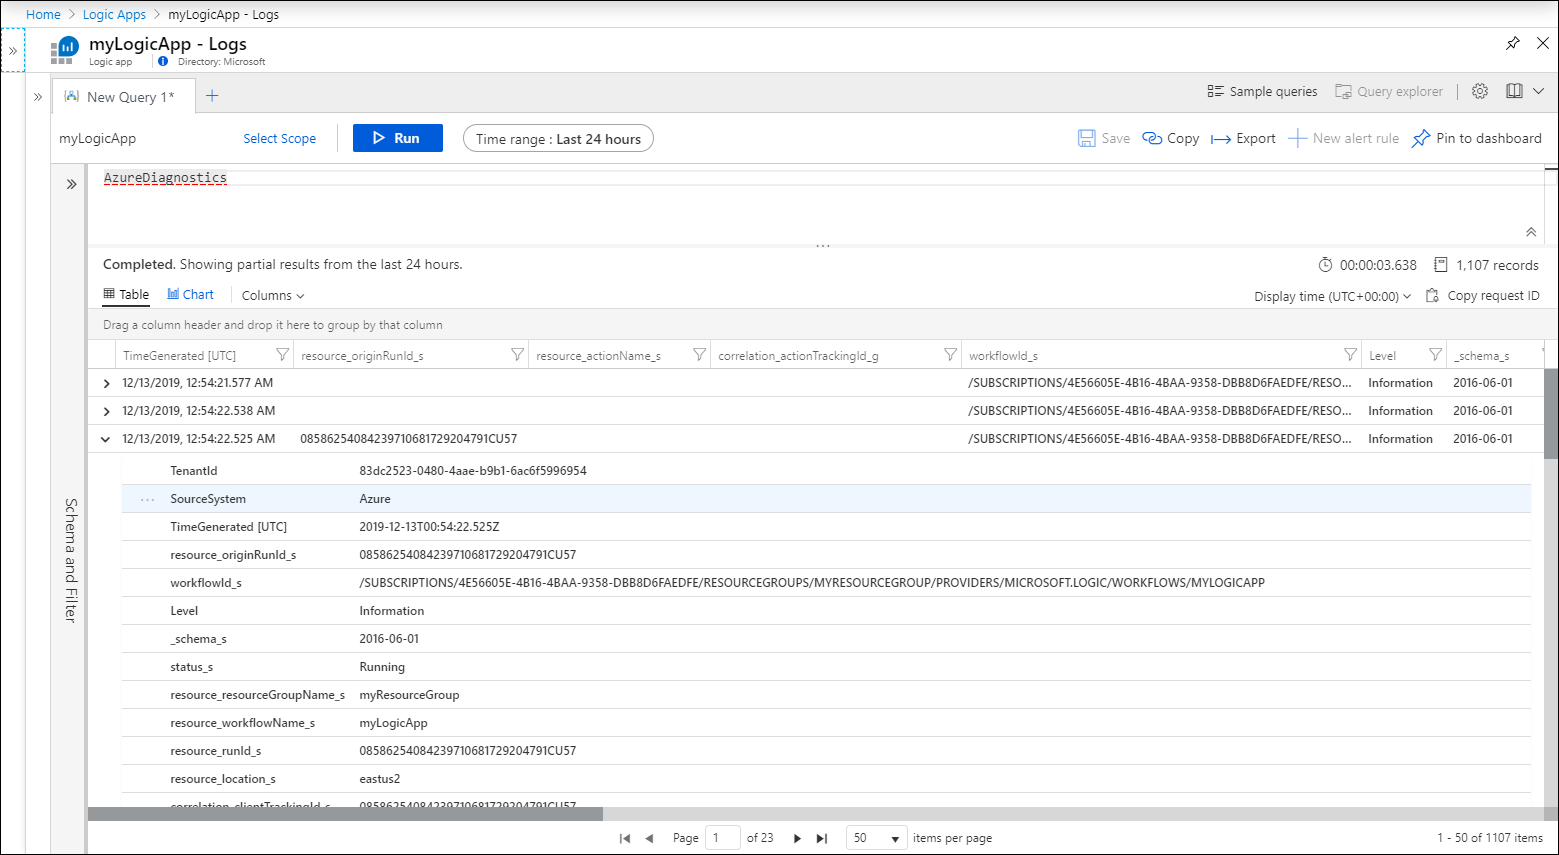 Home > Logic Apps > myLogicApp - Logs
myLogicApp - Logs
Logic app Directory: Microsoft
New Query 1*
Sample queries Query explorer
myLogicApp Select Scope Run Time range : Last 24 hours Save Copy Export New alert rule Pin to dashboard
AzureDiagnostics
Completed. Showing partial results from the last 24 hours. 00:00:03.638 1,107 records
Table Chart Columns Display time (UTC+00:00) Copy request ID
Drag a column header and drop it here to group by that column
TimeGenerated [UTC] resource_originRunId_s resource_actionName_s correlation_actionTrackingId_g workflowId_s Level _schema_s
12/13/2019, 12:54:21.577 AM /SUBSCRIPTIONS/4E56605E-4B16-4BAA-9358-DBB8D6FAEDFE/RESO... Information 2016-06-01
12/13/2019, 12:54:22.538 AM /SUBSCRIPTIONS/4E56605E-4B16-4BAA-9358-DBB8D6FAEDFE/RESO... Information 2016-06-01
12/13/2019, 12:54:22.525 AM 08586254084239710681729204791CU57 /SUBSCRIPTIONS/4E56605E-4B16-4BAA-9358-DBB8D6FAEDFE/RESO... Information 2016-06-01
Schema and Filter
TenantId 83dc2523-0480-4aae-b9b1-6ac6f5996954
SourceSystem Azure
TimeGenerated [UTC] 2019-12-13T00:54:22.525Z
resource_originRunId_s 08586254084239710681729204791CU57
workflowId_s /SUBSCRIPTIONS/4E56605E-4B16-4BAA-9358-DBB8D6FAEDFE/RESOURCEGROUPS/MYRESOURCEGROUP/PROVIDERS/MICROSOFT.LOGIC/WORKFLOWS/MYLOGICAPP
Level Information
_schema_s 2016-06-01
status_s Running
resource_resourceGroupName_s myResourceGroup
resource_workflowName_s myLogicApp
resource_runId_s 08586254084239710681729204791CU57
resource_location_s eastus2
correlation_clientTrackingId_s 08586254084239710681729204791CU57
Page 1 of 23 50 items per page 1 - 50 of 1107 items